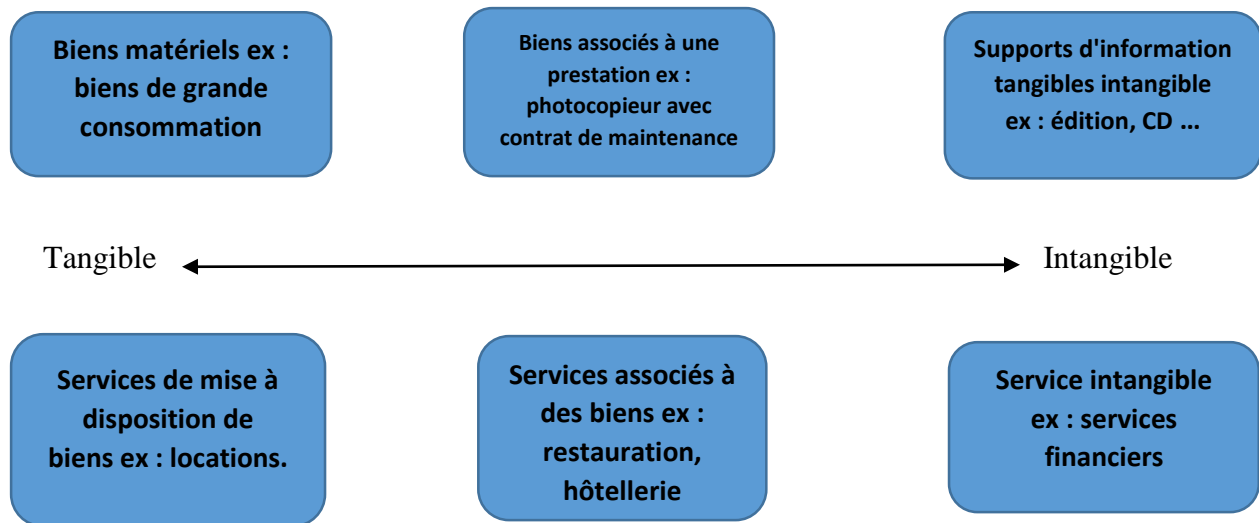 Biens matériels ex :
biens de grande
consommation
Biens associés à une
prestation ex :
photocopieur avec
contrat de maintenance
Supports d'information
tangibles intangible
ex : édition, CD ...
Tangible
Intangible
Services de mise à
disposition de
biens ex : locations.
Services associés à
des biens ex :
restauration,
hôtellerie
Service intangible
ex : services
financiers